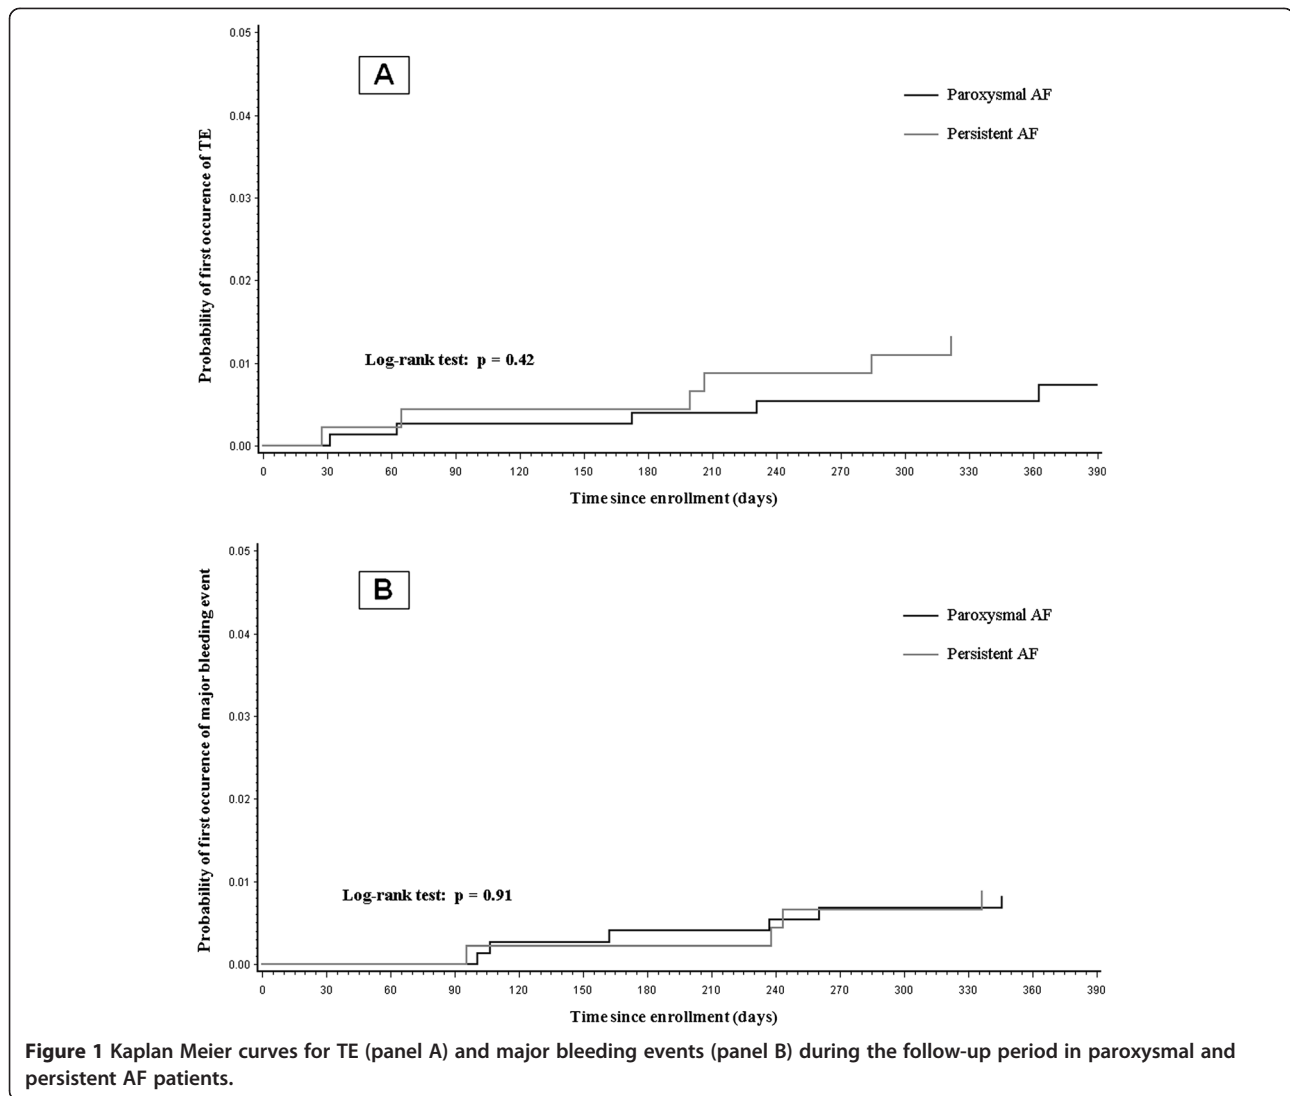 0.05
A
Paroxysmal AF
0.04
Persistent AF
0.03
0.02
Probability of first occurence of TE
0.01
Log-rank test: p = 0.42
0.00
0 30 60 90 120 150 180 210 240 270 300 330 360 390
Time since enrollment (days)
0.05
B
Paroxysmal AF
0.04
Persistent AF
0.03
0.02
Probability of first occurence of major bleeding event
0.01
Log-rank test: p = 0.91
0.00
0 30 60 90 120 150 180 210 240 270 300 330 360 390
Time since enrollment (days)
Figure 1 Kaplan Meier curves for TE (panel A) and major bleeding events (panel B) during the follow-up period in paroxysmal and
persistent AF patients.